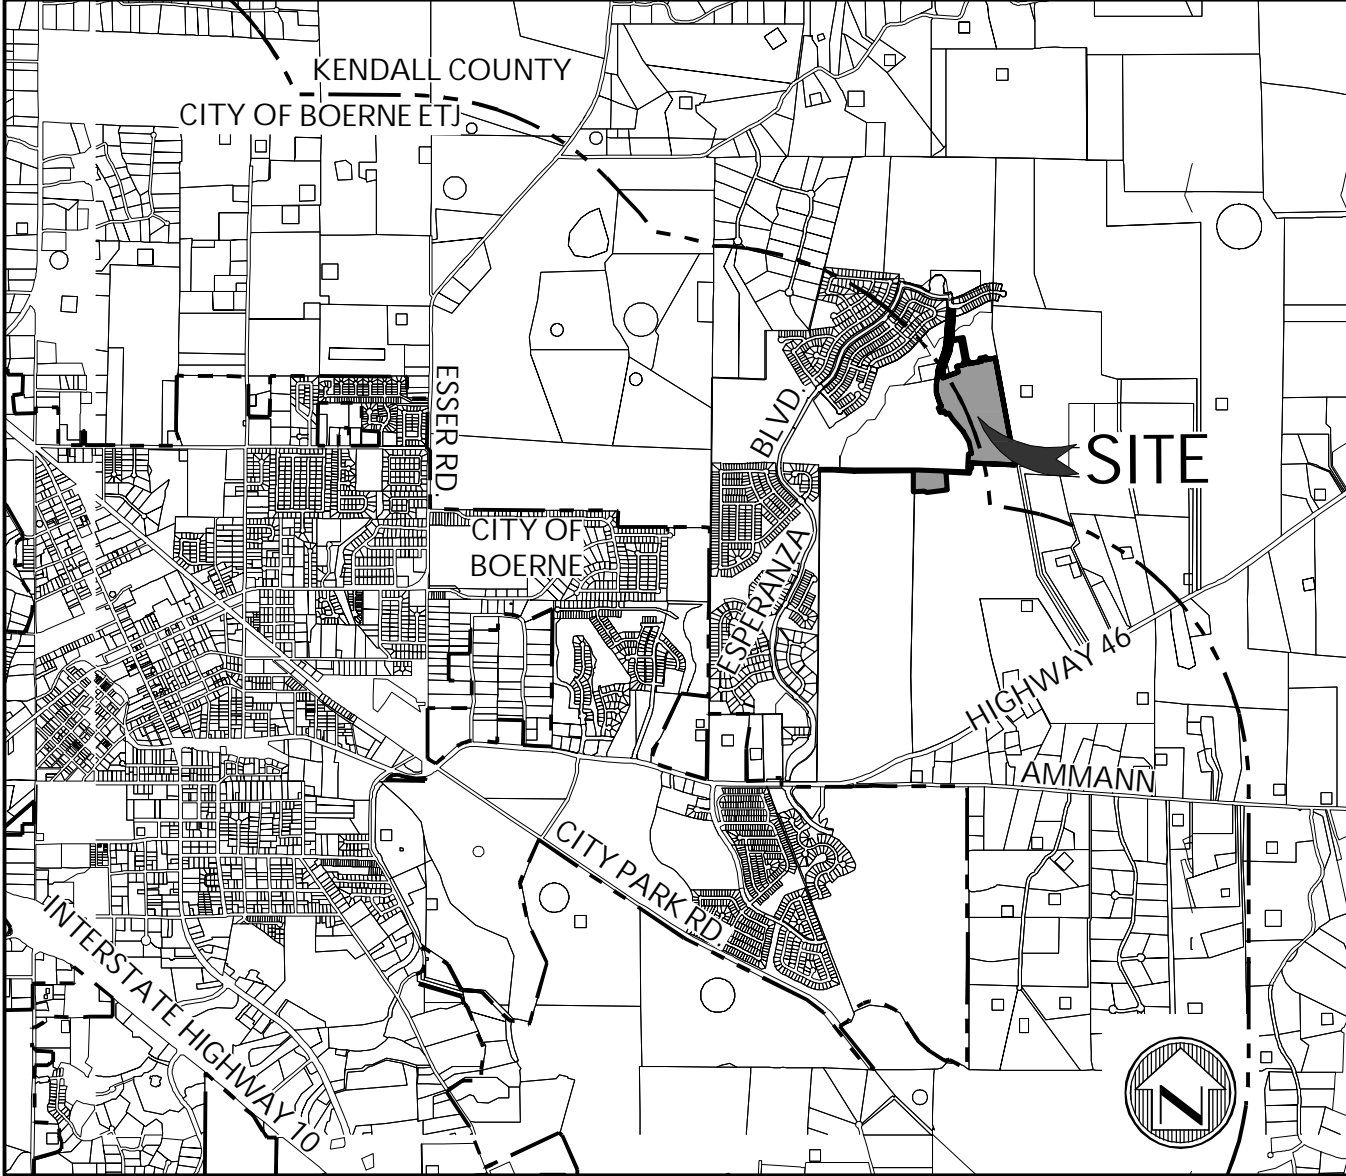 KENDALL COUNTY
CITY OF BOERNE ETJ
ESSER RD.
BLVD.
SITE
CITY OF
BOERNE
ESPERANZA
HIGHWAY 46
AMMANN
CITY PARK RD.
INTERSTATE HIGHWAY 10
N